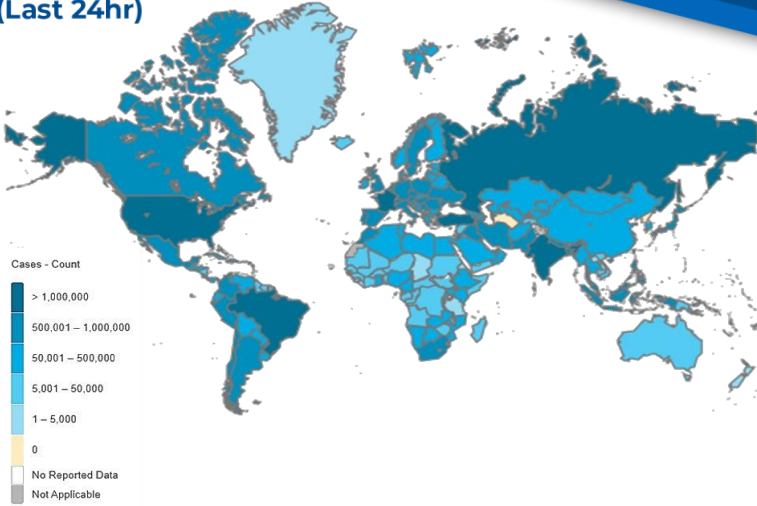 (Last 24hr)
Cases - Count
> 1,000,000
500,001 – 1,000,000
50,001 – 500,000
5,001 – 50,000
1 – 5,000
0
No Reported Data
Not Applicable